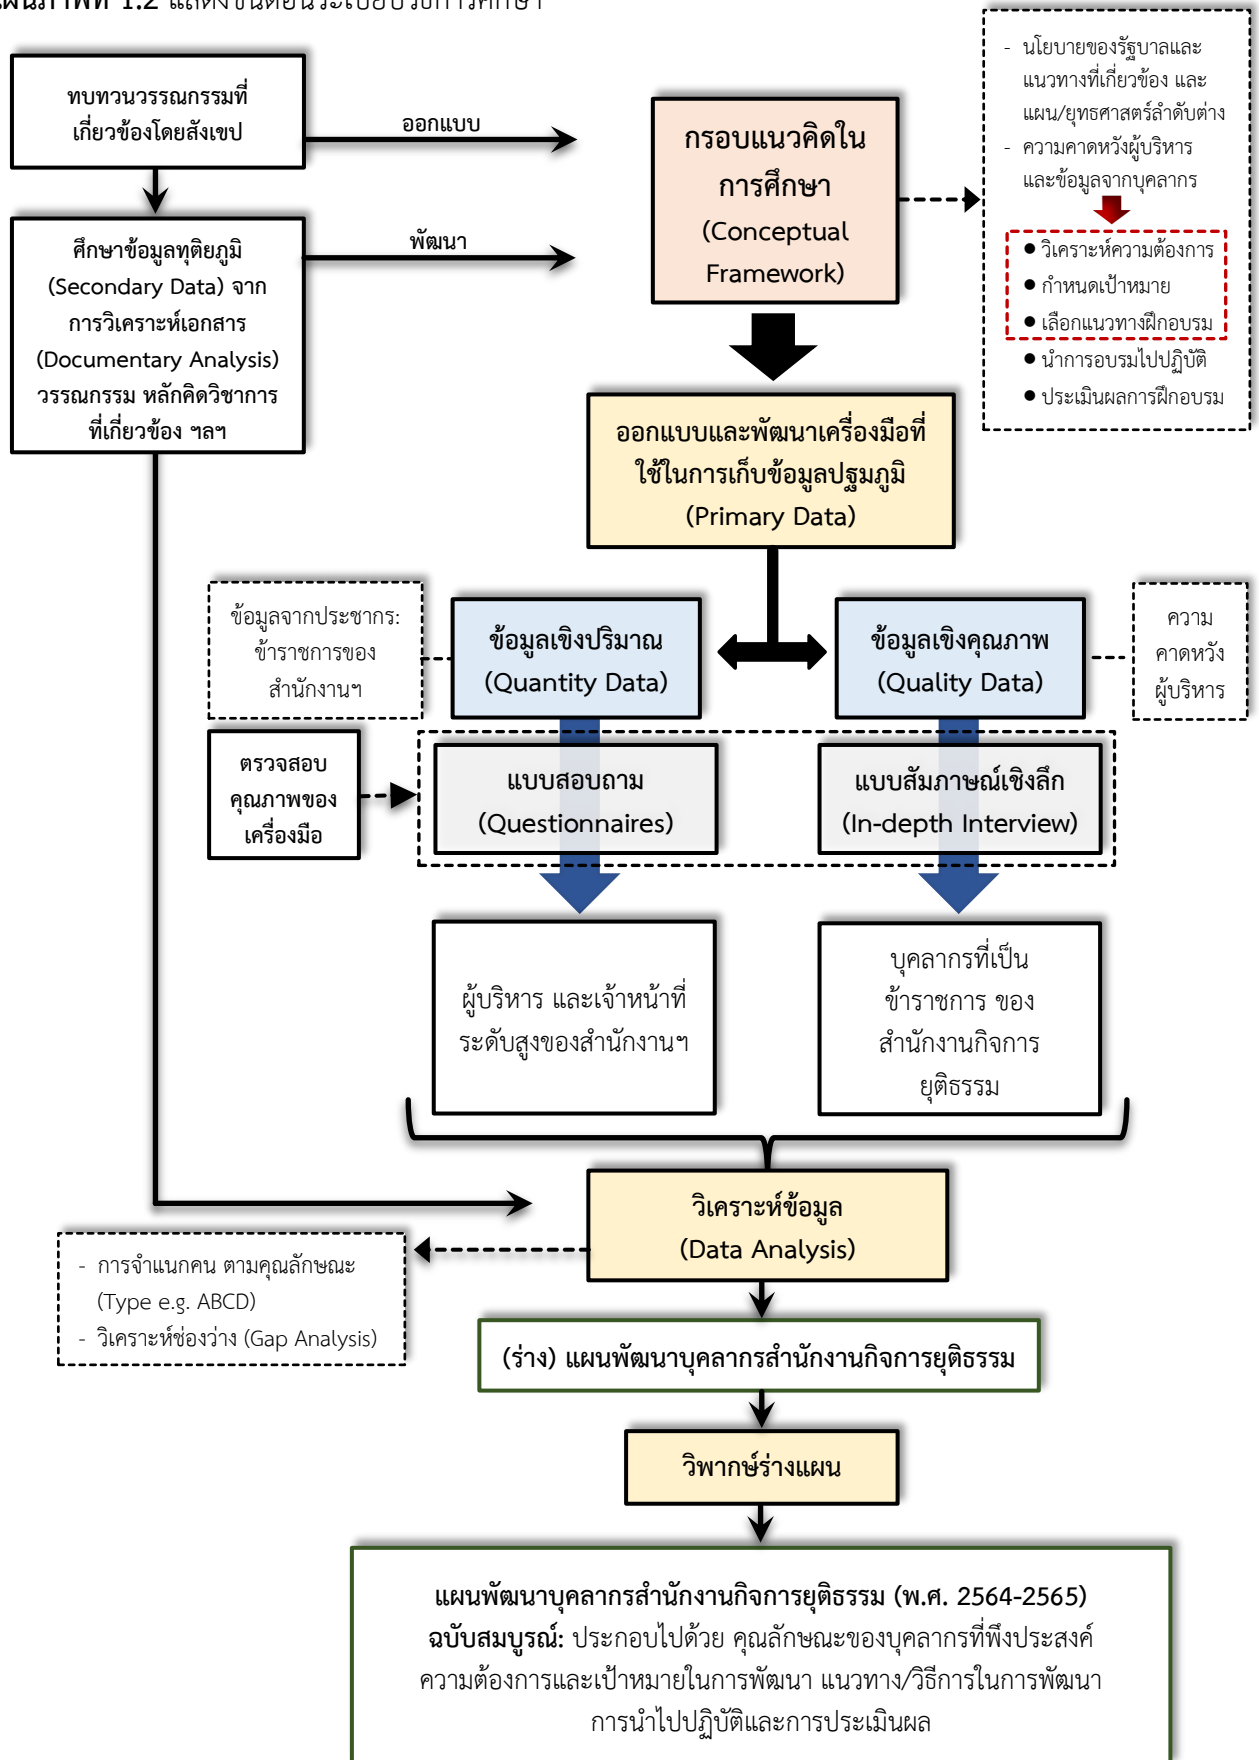 แผนภาพที่ 1.2 แสดงขั้นตอนระเบียบวิธีการศึกษา
ทบทวนวรรณกรรมที่
เกี่ยวข้องโดยสังเขป
ออกแบบ
กรอบแนวคิดใน
การศึกษา
(Conceptual
Framework)
- นโยบายของรัฐบาลและ
แนวทางที่เกี่ยวข้อง และ
แผน/ยุทธศาสตร์ลำดับต่าง
- ความคาดหวังผู้บริหาร
และข้อมูลจากบุคลากร
● วิเคราะห์ความต้องการ
● กำหนดเป้าหมาย
● เลือกแนวทางฝึกอบรม
● นำการอบรมไปปฏิบัติ
● ประเมินผลการฝึกอบรม
ศึกษาข้อมูลทุติยภูมิ
(Secondary Data) จาก
การวิเคราะห์เอกสาร
(Documentary Analysis)
วรรณกรรม หลักคิดวิชาการ
ที่เกี่ยวข้อง ฯลฯ
พัฒนา
ออกแบบและพัฒนาเครื่องมือที่
ใช้ในการเก็บข้อมูลปฐมภูมิ
(Primary Data)
ข้อมูลจากประชากร:
ข้าราชการของ
สำนักงานฯ
ข้อมูลเชิงปริมาณ
(Quantity Data)
ข้อมูลเชิงคุณภาพ
(Quality Data)
ความ
คาดหวัง
ผู้บริหาร
ตรวจสอบ
คุณภาพของ
เครื่องมือ
แบบสอบถาม
(Questionnaires)
แบบสัมภาษณ์เชิงลึก
(In-depth Interview)
ผู้บริหาร และเจ้าหน้าที่
ระดับสูงของสำนักงานฯ
บุคลากรที่เป็น
ข้าราชการ ของ
สำนักงานกิจการ
ยุติธรรม
วิเคราะห์ข้อมูล
(Data Analysis)
- การจำแนกคน ตามคุณลักษณะ
(Type e.g. ABCD)
- วิเคราะห์ช่องว่าง (Gap Analysis)
(ร่าง) แผนพัฒนาบุคลากรสำนักงานกิจการยุติธรรม
วิพากษ์ร่างแผน
แผนพัฒนาบุคลากรสำนักงานกิจการยุติธรรม (พ.ศ. 2564-2565)
ฉบับสมบูรณ์: ประกอบไปด้วย คุณลักษณะของบุคลากรที่พึงประสงค์
ความต้องการและเป้าหมายในการพัฒนา แนวทาง/วิธีการในการพัฒนา
การนำไปปฏิบัติและการประเมินผล